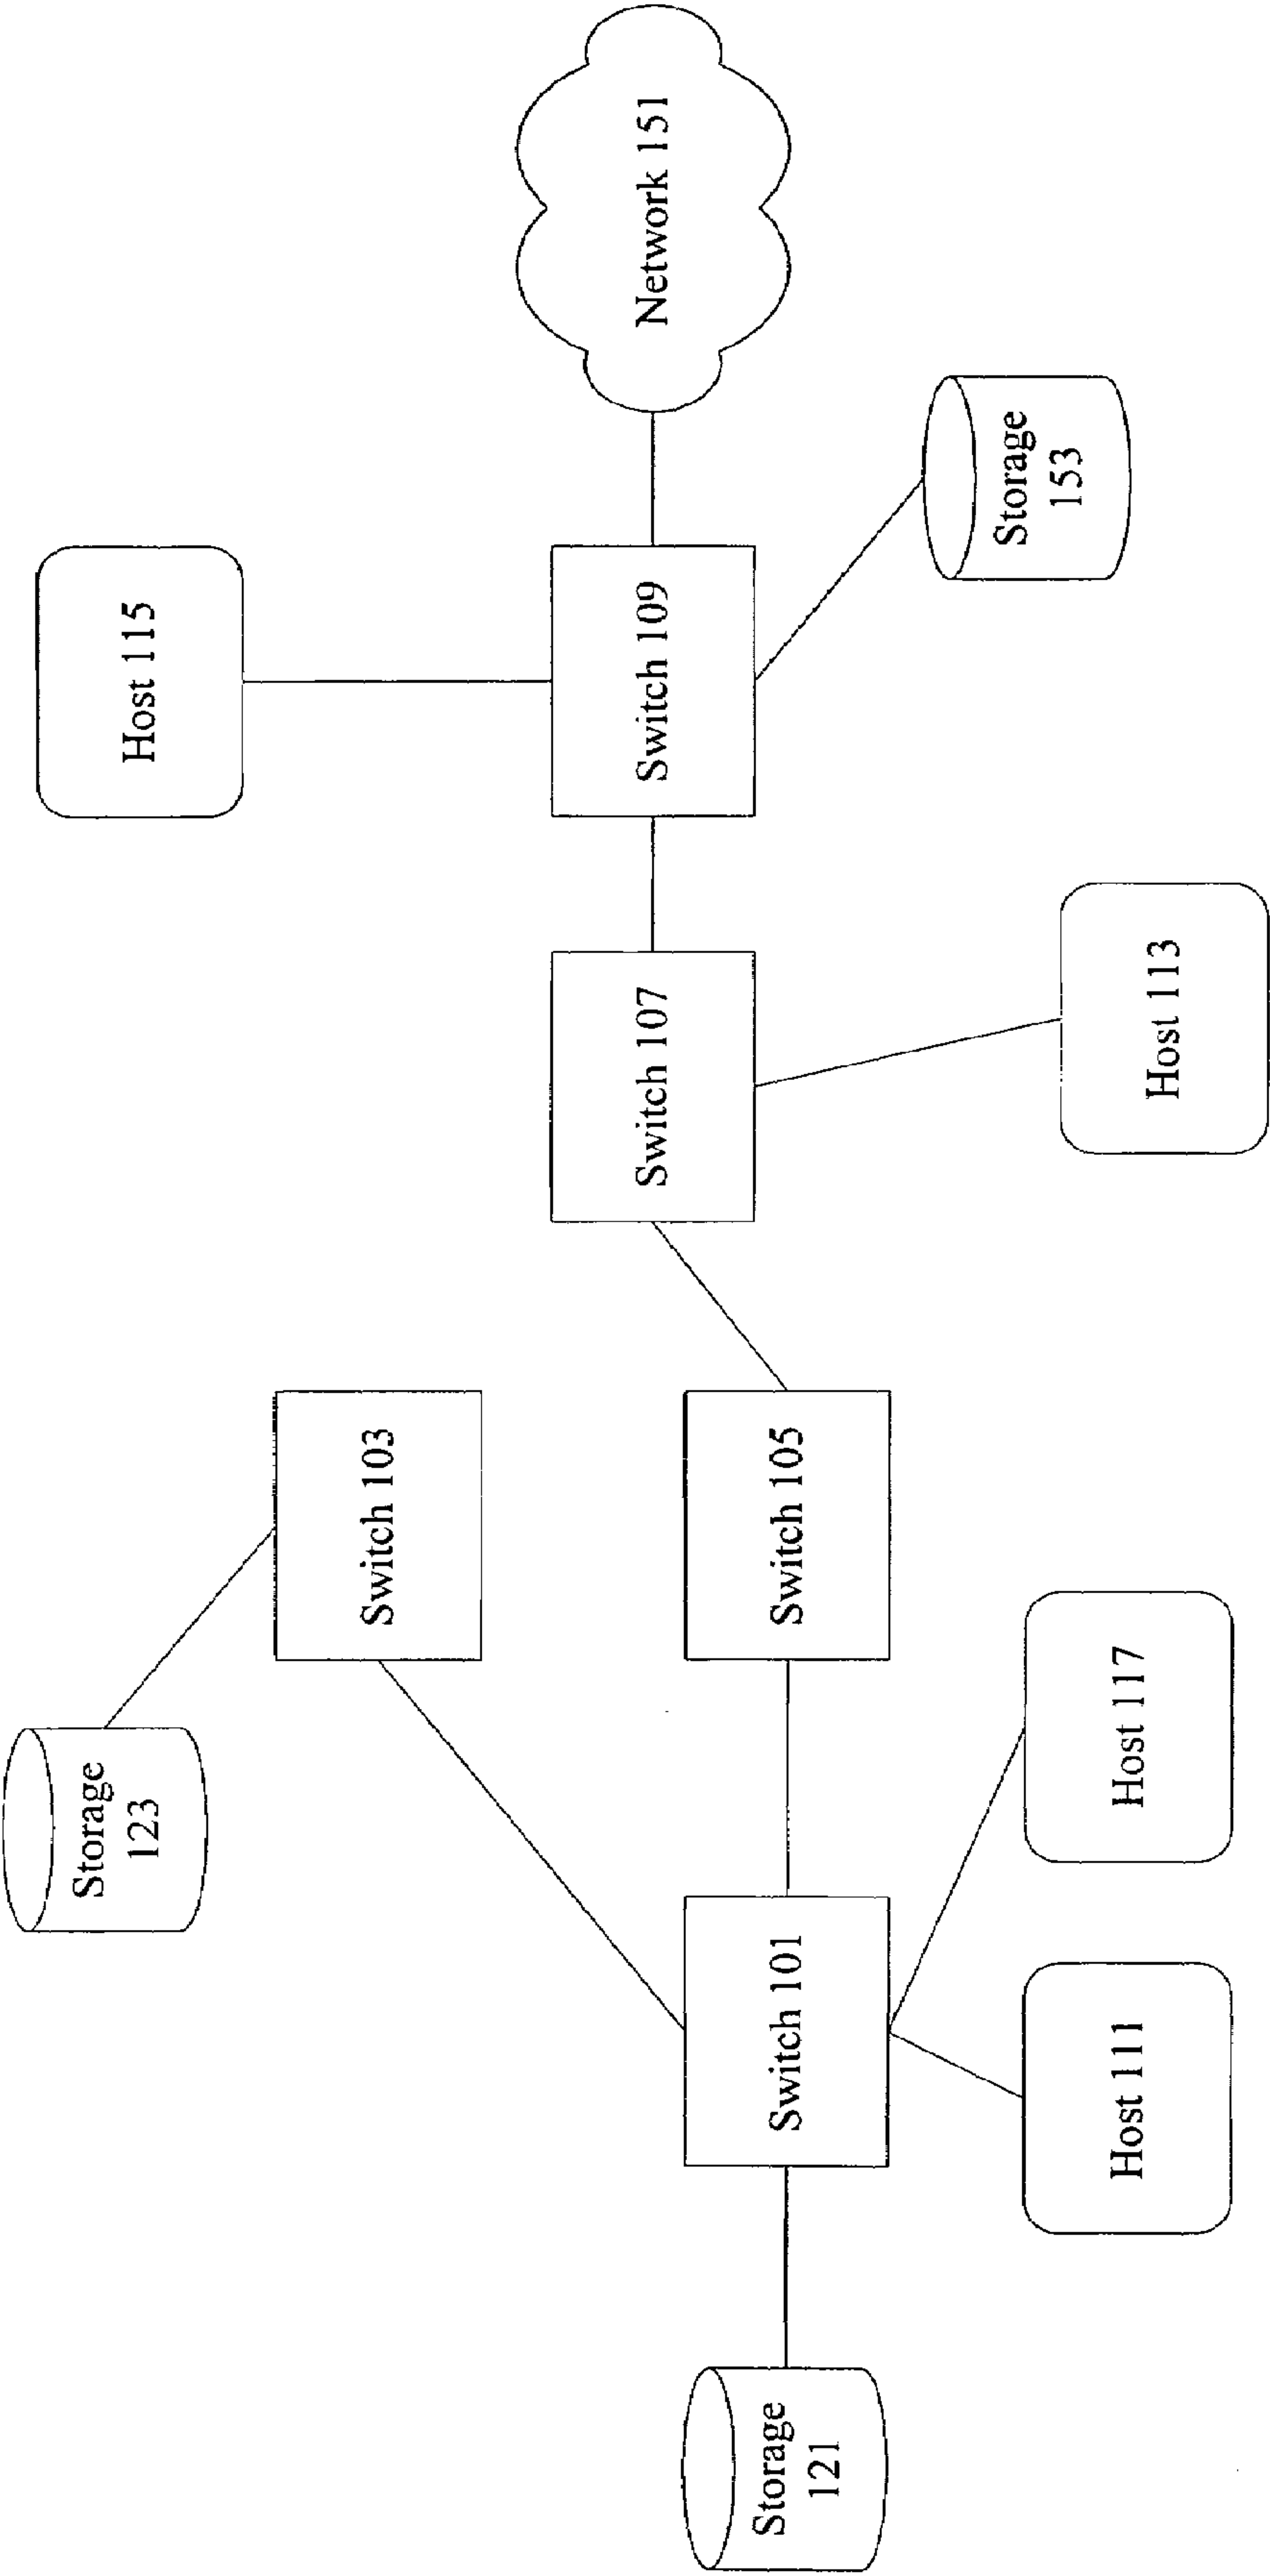 Storage
123
Switch 103
Host 115
Storage
121
Switch 101
Switch 105
Switch 107
Switch 109
Network 151
Host 111
Host 117
Host 113
Storage
153